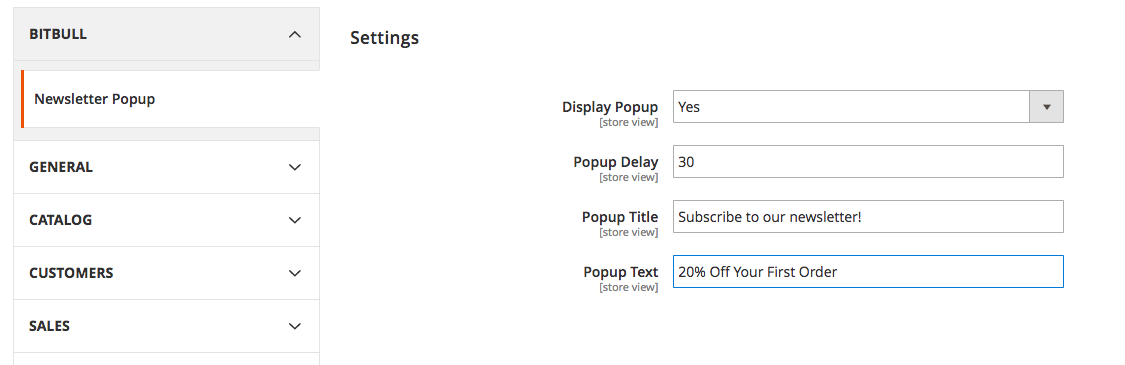 BITBULL
Newsletter Popup
GENERAL
CATALOG
CUSTOMERS
SALES
Settings
Display Popup Yes
[store view]
Popup Delay 30
[store view]
Popup Title Subscribe to our newsletter!
[store view]
Popup Text 20% Off Your First Order
[store view]